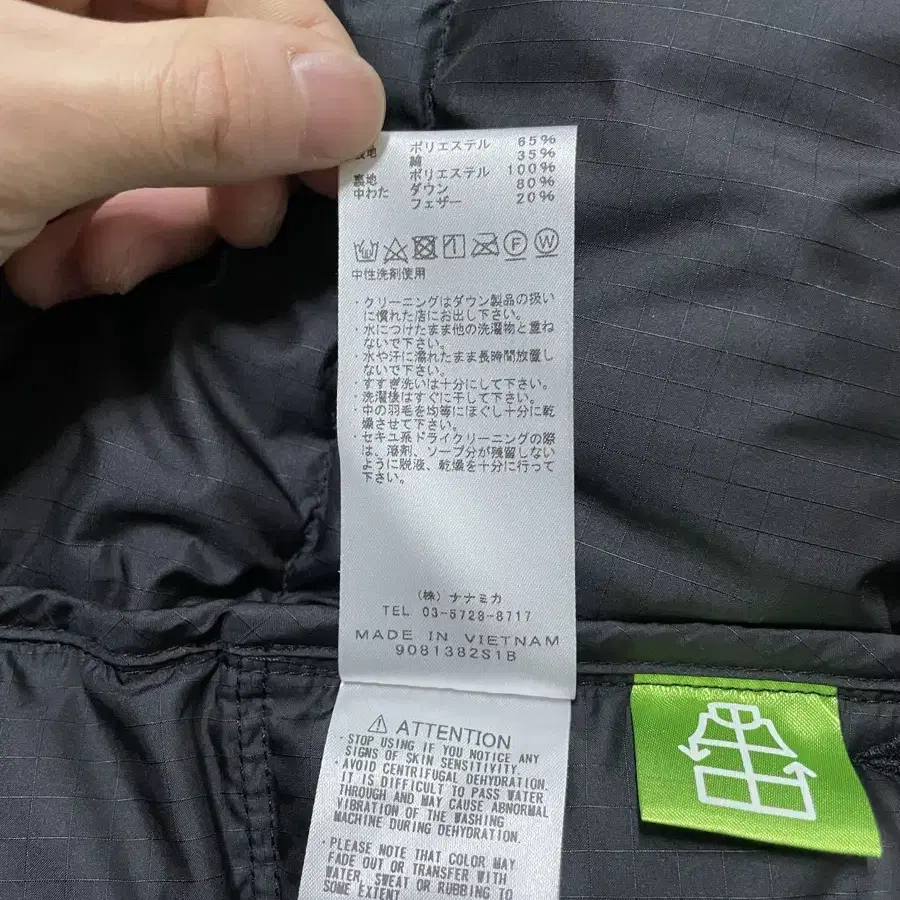 地 ポリエステル 65%
綿 35%
裏地 ポリエステル 100%
中わた ダウン 80%
フェザー 20%
F W
中性洗剤使用
・クリーニングはダウン製品の扱い
に慣れた店にお出し下さい。
・水につけたまま他の洗濯物と重ね
ないで下さい。
・水や汗に濡れたまま長時間放置し
ないで下さい。
・すすぎ洗いは十分にして下さい。
・洗濯後はすぐに干して下さい。
・中の羽毛を均等にほぐし十分に乾
燥させて下さい。
・セキユ系ドライクリーニングの際
は、溶剤、ソープ分が残留しない
ように脱液、乾燥を十分に行って
下さい。
(株) ナナミカ
TEL 03-5728-8717
MADE IN VIETNAM
9081382S1B
⚠ ATTENTION
・STOP USING IF YOU NOTICE ANY
SIGNS OF SKIN SENSITIVITY.
・AVOID CENTRIFUGAL DEHYDRATION.
IT IS DIFFICULT TO PASS WATER
THROUGH AND MAY CAUSE ABNORMAL
VIBRATION OF THE WASHING
MACHINE DURING DEHYDRATION.
・PLEASE NOTE THAT COLOR MAY
FADE OUT OR TRANSFER WITH
WATER, SWEAT OR RUBBING TO
SOME EXTENT